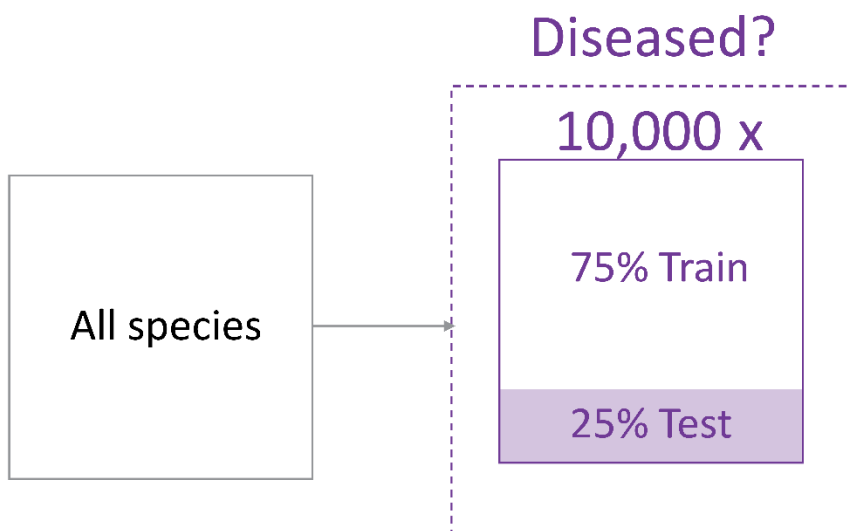 Diseased?
10,000 x
75% Train
All species
25% Test